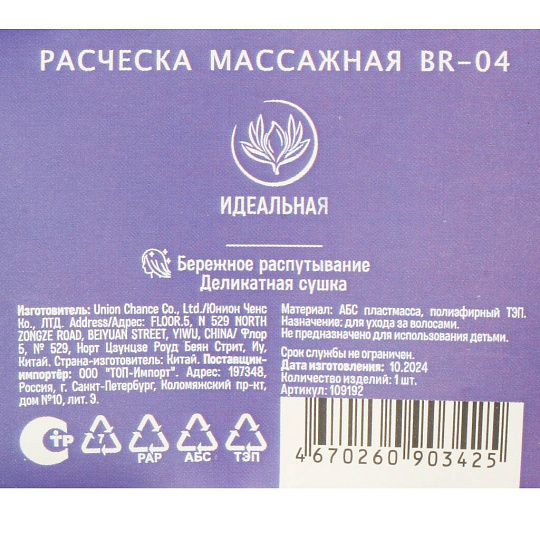 РАСЧЕСКА МАССАЖНАЯ BR-04
ИДЕАЛЬНАЯ
Бережное распутывание
Деликатная сушка
Изготовитель: Union Chance Co., Ltd./Юнион Ченс
Ко., ЛТД. Address/Адрес: FLOOR.5, N 529 NORTH
ZONGZE ROAD, BEIYUAN STREET, YIWU, CHINA/ Флор
5, № 529, Норт Цзунцзе Роуд Беян Стрит, Иу,
Китай. Страна-изготовитель: Китай. Поставщик-
импортёр: ООО "ТОП-Импорт". Адрес: 197348,
Россия, г. Санкт-Петербург, Коломяжский пр-кт,
дом №10, лит. Э.
Материал: АБС пластмасса, полиэфирный ТЭП.
Назначение: для ухода за волосами.
Не предназначено для использования детьми.
Срок службы не ограничен.
Дата изготовления: 10.2024
Количество изделий: 1 шт.
Артикул: 109192
7
PAP
АБС
ТЭП
4 670260 903425